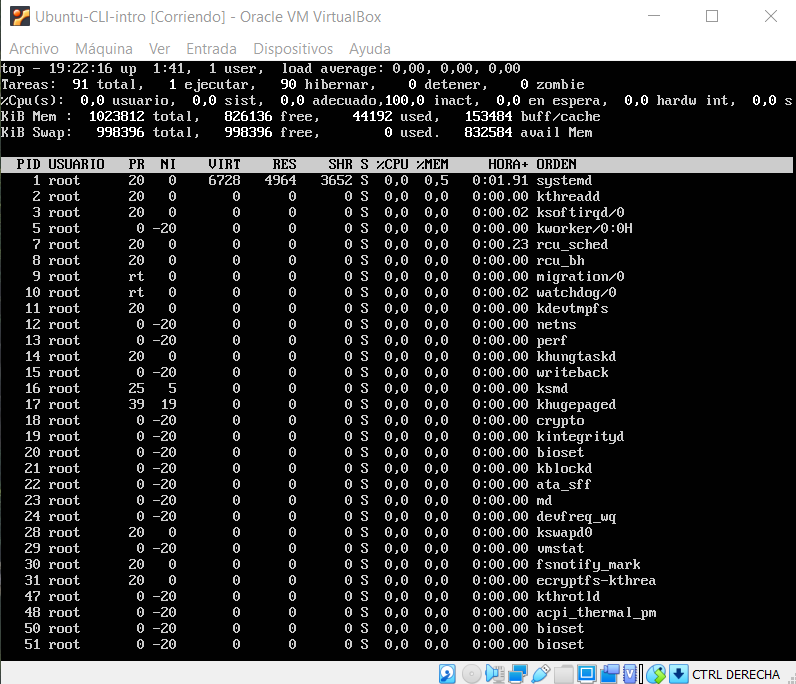 Ubuntu-CLI-intro [Corriendo] - Oracle VM VirtualBox
Archivo Máquina Ver Entrada Dispositivos Ayuda
top - 19:22:16 up  1:41,  1 user,  load average: 0,00, 0,00, 0,00
Tareas:  91 total,   1 ejecutar,   90 hibernar,    0 detener,    0 zombie
%Cpu(s):  0,0 usuario,  0,0 sist,  0,0 adecuado,100,0 inact,  0,0 en espera,  0,0 hardw int,  0,0 s
KiB Mem :  1023812 total,   826136 free,    44192 used,   153484 buff/cache
KiB Swap:   998396 total,   998396 free,        0 used.   832584 avail Mem
PID USUARIO PR NI VIRT RES SHR S %CPU %MEM HORA+ ORDEN
1 root 20 0 6728 4964 3652 S 0,0 0,5 0:01.91 systemd
2 root 20 0 0 0 0 S 0,0 0,0 0:00.00 kthreadd
3 root 20 0 0 0 0 S 0,0 0,0 0:00.02 ksoftirqd/0
5 root 0 -20 0 0 0 S 0,0 0,0 0:00.00 kworker/0:0H
7 root 20 0 0 0 0 S 0,0 0,0 0:00.23 rcu_sched
8 root 20 0 0 0 0 S 0,0 0,0 0:00.00 rcu_bh
9 root rt 0 0 0 0 S 0,0 0,0 0:00.00 migration/0
10 root rt 0 0 0 0 S 0,0 0,0 0:00.02 watchdog/0
11 root 20 0 0 0 0 S 0,0 0,0 0:00.00 kdevtmpfs
12 root 0 -20 0 0 0 S 0,0 0,0 0:00.00 netns
13 root 0 -20 0 0 0 S 0,0 0,0 0:00.00 perf
14 root 20 0 0 0 0 S 0,0 0,0 0:00.00 khungtaskd
15 root 0 -20 0 0 0 S 0,0 0,0 0:00.00 writeback
16 root 25 5 0 0 0 S 0,0 0,0 0:00.00 ksmd
17 root 39 19 0 0 0 S 0,0 0,0 0:00.00 khugepaged
18 root 0 -20 0 0 0 S 0,0 0,0 0:00.00 crypto
19 root 0 -20 0 0 0 S 0,0 0,0 0:00.00 kintegrityd
20 root 0 -20 0 0 0 S 0,0 0,0 0:00.00 bioset
21 root 0 -20 0 0 0 S 0,0 0,0 0:00.00 kblockd
22 root 0 -20 0 0 0 S 0,0 0,0 0:00.00 ata_sff
23 root 0 -20 0 0 0 S 0,0 0,0 0:00.00 md
24 root 0 -20 0 0 0 S 0,0 0,0 0:00.00 devfreq_wq
28 root 20 0 0 0 0 S 0,0 0,0 0:00.00 kswapd0
29 root 0 -20 0 0 0 S 0,0 0,0 0:00.00 vmstat
30 root 20 0 0 0 0 S 0,0 0,0 0:00.00 fsnotify_mark
31 root 20 0 0 0 0 S 0,0 0,0 0:00.00 ecryptfs-kthrea
47 root 0 -20 0 0 0 S 0,0 0,0 0:00.00 kthrotld
48 root 0 -20 0 0 0 S 0,0 0,0 0:00.00 acpi_thermal_pm
50 root 0 -20 0 0 0 S 0,0 0,0 0:00.00 bioset
51 root 0 -20 0 0 0 S 0,0 0,0 0:00.00 bioset
CTRL DERECHA